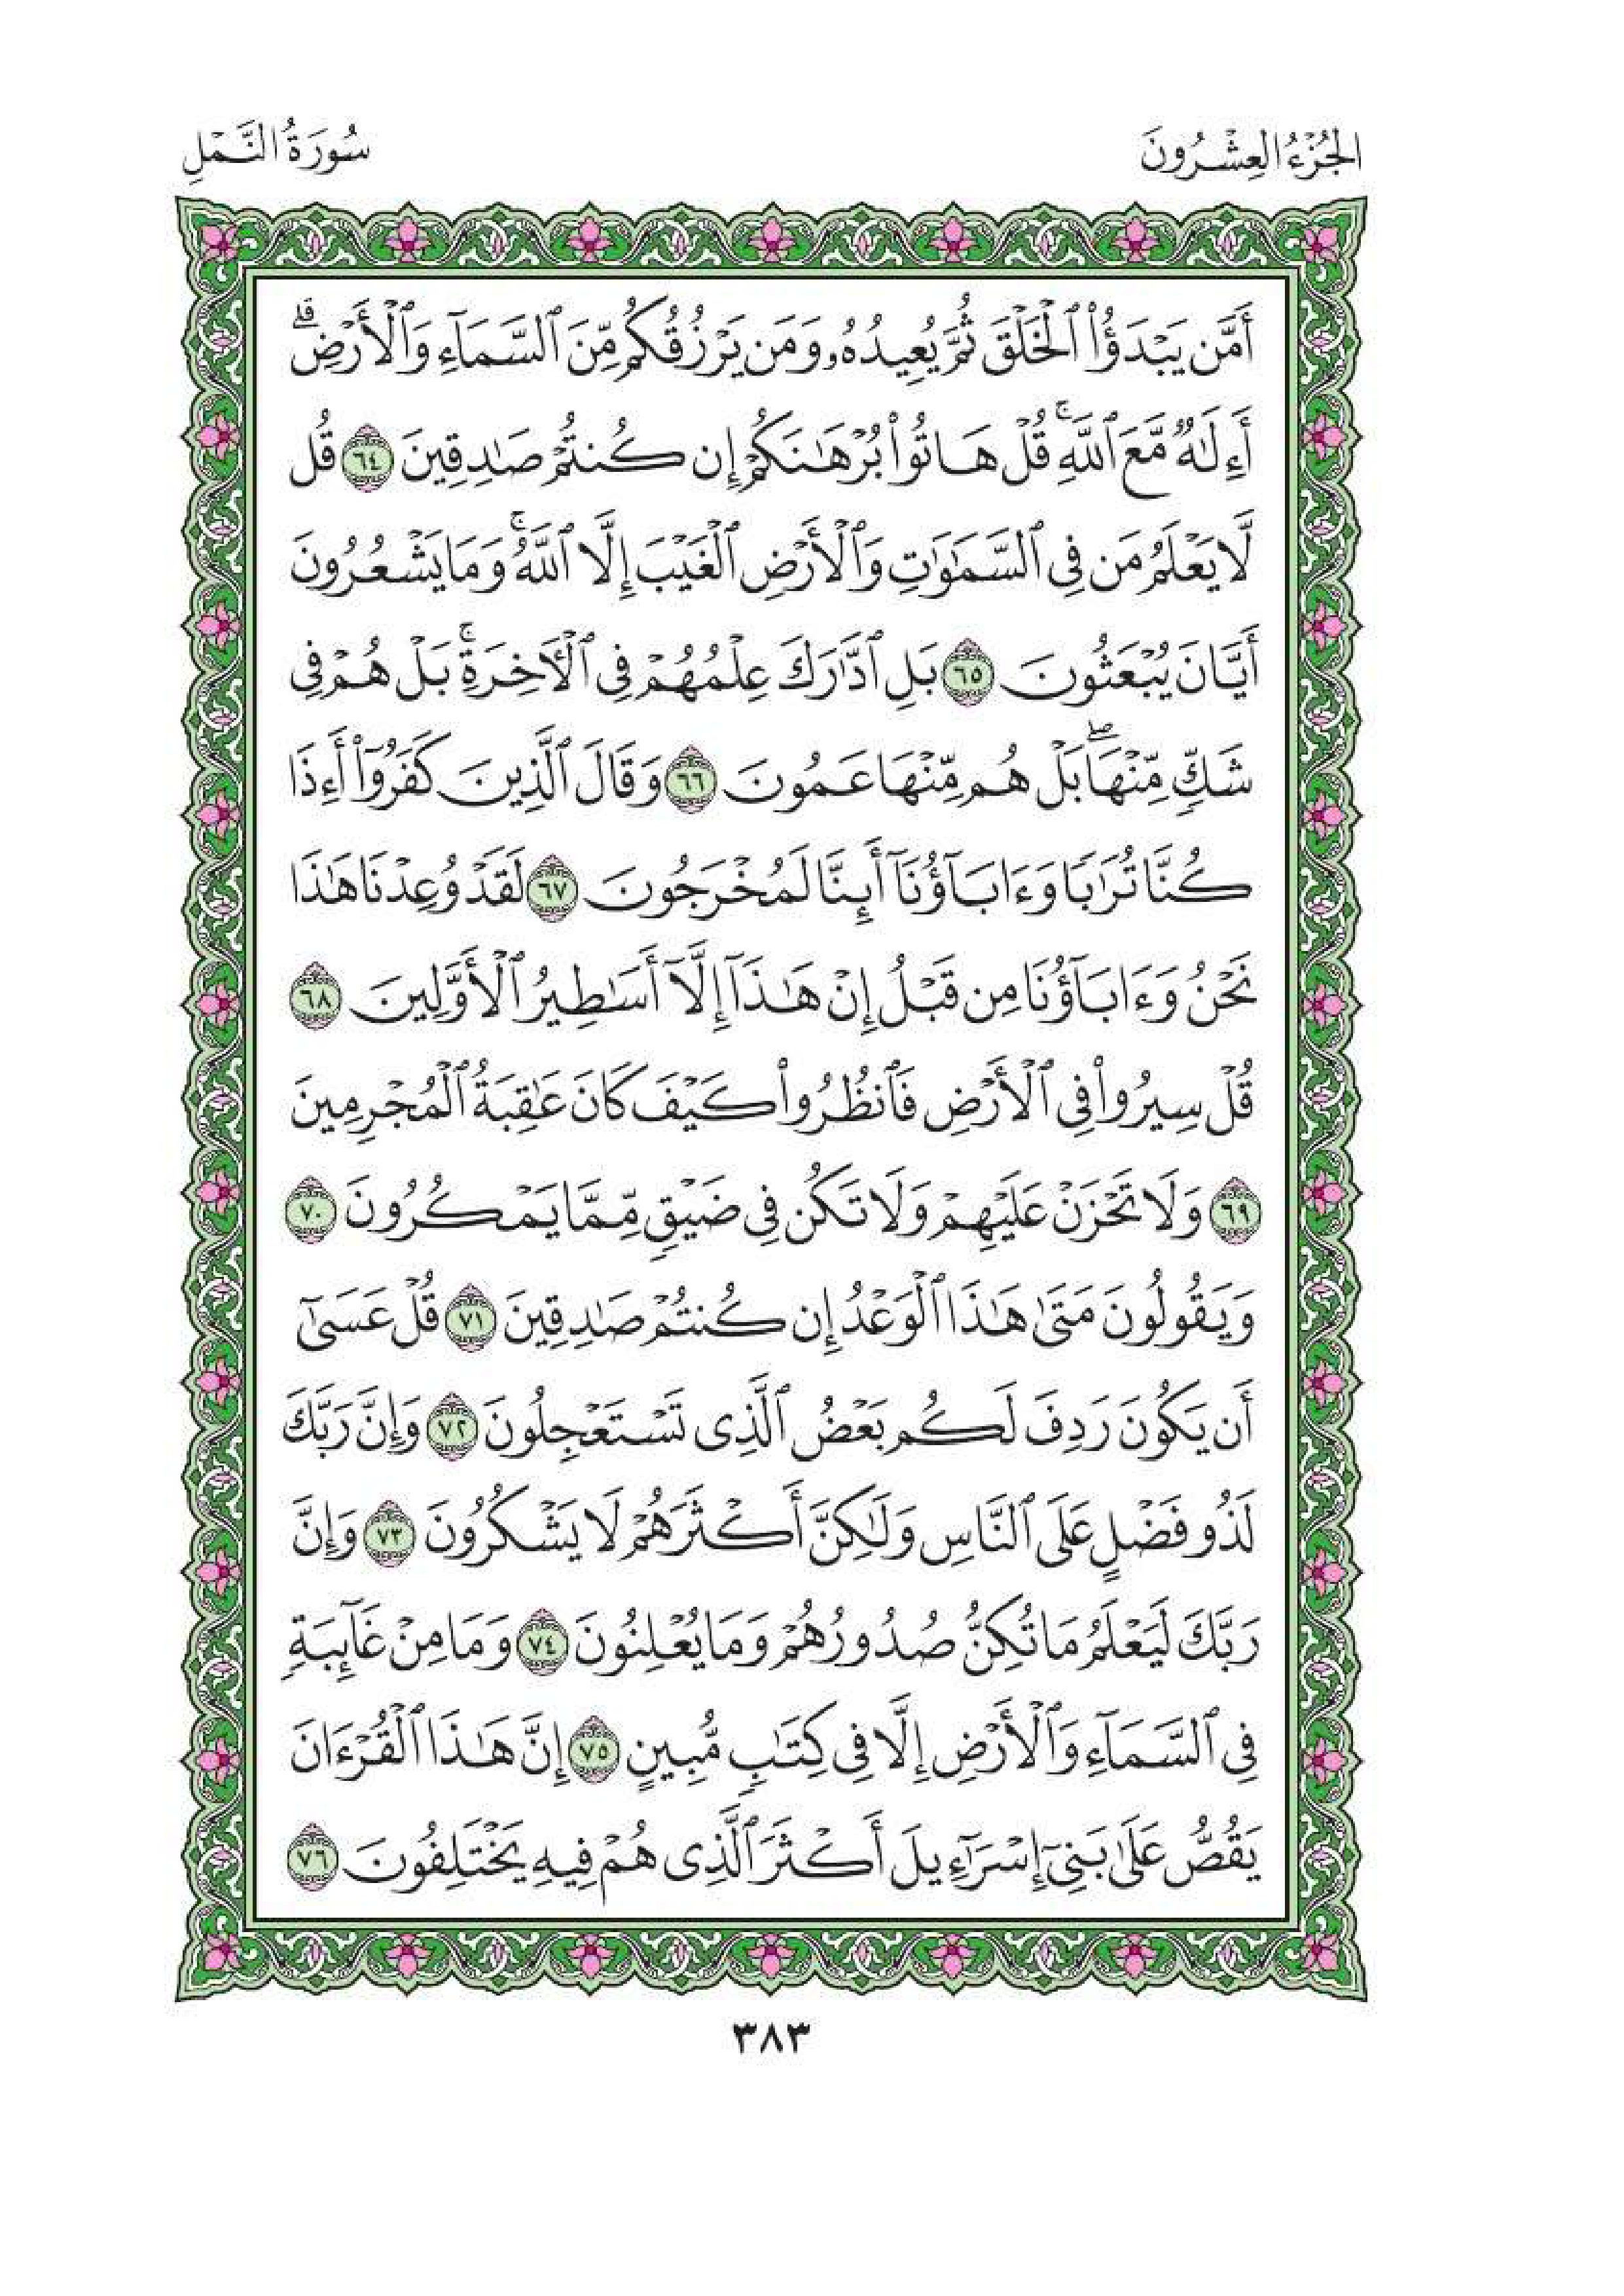 الجُزْءُ العِشْرُونَ
سُورَةُ النَّمْلِ
أَمَّن يَبْدَؤُا۟ ٱلْخَلْقَ ثُمَّ يُعِيدُهُۥ وَمَن يَرْزُقُكُم مِّنَ ٱلسَّمَآءِ وَٱلْأَرْضِ ۗ
أَءِلَٰهٌ مَّعَ ٱللَّهِ ۚ قُلْ هَاتُوا۟ بُرْهَٰنَكُمْ إِن كُنتُمْ صَٰدِقِينَ ٦٤ قُل
لَّا يَعْلَمُ مَن فِى ٱلسَّمَٰوَٰتِ وَٱلْأَرْضِ ٱلْغَيْبَ إِلَّا ٱللَّهُ ۚ وَمَا يَشْعُرُونَ
أَيَّانَ يُبْعَثُونَ ٦٥ بَلِ ٱدَّٰرَكَ عِلْمُهُمْ فِى ٱلْـَٔاخِرَةِ ۚ بَلْ هُمْ فِى
شَكٍّ مِّنْهَا ۖ بَلْ هُم مِّنْهَا عَمُونَ ٦٦ وَقَالَ ٱلَّذِينَ كَفَرُوٓا۟ أَءِذَا
كُنَّا تُرَٰبًا وَءَابَآؤُنَآ أَئِنَّا لَمُخْرَجُونَ ٦٧ لَقَدْ وُعِدْنَا هَٰذَا
نَحْنُ وَءَابَآؤُنَا مِن قَبْلُ إِنْ هَٰذَآ إِلَّآ أَسَٰطِيرُ ٱلْأَوَّلِينَ ٦٨
قُلْ سِيرُوا۟ فِى ٱلْأَرْضِ فَٱنظُرُوا۟ كَيْفَ كَانَ عَٰقِبَةُ ٱلْمُجْرِمِينَ
٦٩ وَلَا تَحْزَنْ عَلَيْهِمْ وَلَا تَكُن فِى ضَيْقٍ مِّمَّا يَمْكُرُونَ ٧٠
وَيَقُولُونَ مَتَىٰ هَٰذَا ٱلْوَعْدُ إِن كُنتُمْ صَٰدِقِينَ ٧١ قُلْ عَسَىٰٓ
أَن يَكُونَ رَدِفَ لَكُم بَعْضُ ٱلَّذِى تَسْتَعْجِلُونَ ٧٢ وَإِنَّ رَبَّكَ
لَذُو فَضْلٍ عَلَى ٱلنَّاسِ وَلَٰكِنَّ أَكْثَرَهُمْ لَا يَشْكُرُونَ ٧٣ وَإِنَّ
رَبَّكَ لَيَعْلَمُ مَا تُكِنُّ صُدُورُهُمْ وَمَا يُعْلِنُونَ ٧٤ وَمَا مِنْ غَآئِبَةٍ
فِى ٱلسَّمَآءِ وَٱلْأَرْضِ إِلَّا فِى كِتَٰبٍ مُّبِينٍ ٧٥ إِنَّ هَٰذَا ٱلْقُرْءَانَ
يَقُصُّ عَلَىٰ بَنِىٓ إِسْرَٰٓءِيلَ أَكْثَرَ ٱلَّذِى هُمْ فِيهِ يَخْتَلِفُونَ ٧٦
٣٨٣